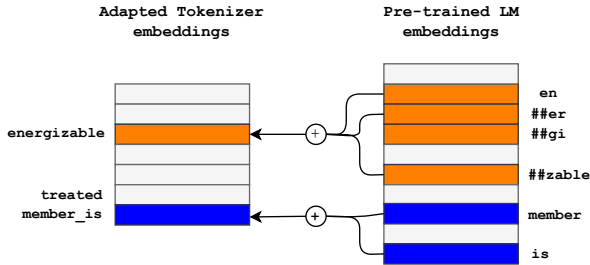 Adapted Tokenizer
embeddings
Pre-trained LM
embeddings
energizable
treated
member_is
+
+
en
##er
##gi
##zable
member
is